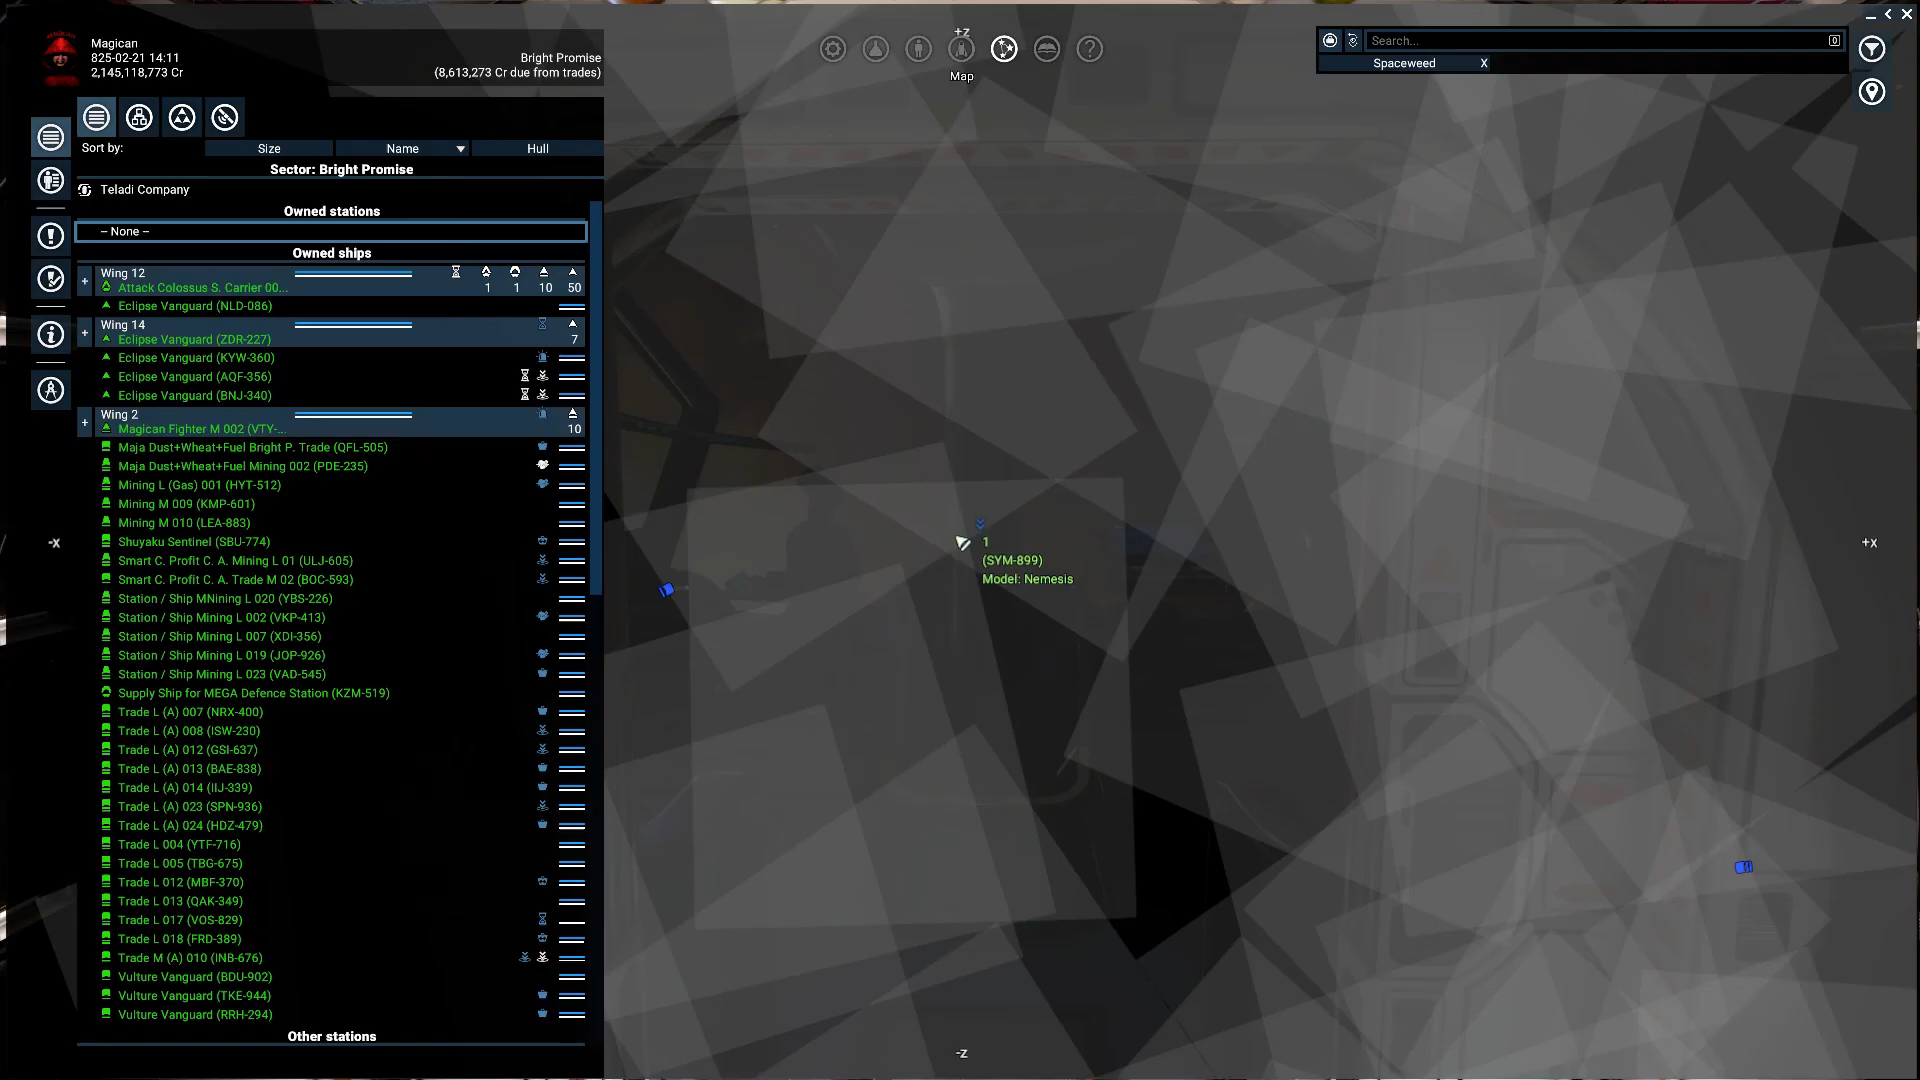 Magican
825-02-21 14:11
2,145,118,773 Cr
Bright Promise
(8,613,273 Cr due from trades)
+Z
Map
Search...
0
Spaceweed X
Sort by: Size Name Hull
Sector: Bright Promise
Teladi Company
Owned stations
– None –
Owned ships
Wing 12
+ Attack Colossus S. Carrier 00... 1 1 10 50
Eclipse Vanguard (NLD-086)
Wing 14
+ Eclipse Vanguard (ZDR-227) 7
Eclipse Vanguard (KYW-360)
Eclipse Vanguard (AQF-356)
Eclipse Vanguard (BNJ-340)
Wing 2
+ Magican Fighter M 002 (VTY-... 10
Maja Dust+Wheat+Fuel Bright P. Trade (QFL-505)
Maja Dust+Wheat+Fuel Mining 002 (PDE-235)
Mining L (Gas) 001 (HYT-512)
Mining M 009 (KMP-601)
Mining M 010 (LEA-883)
Shuyaku Sentinel (SBU-774)
Smart C. Profit C. A. Mining L 01 (ULJ-605)
Smart C. Profit C. A. Trade M 02 (BOC-593)
Station / Ship MNining L 020 (YBS-226)
Station / Ship Mining L 002 (VKP-413)
Station / Ship Mining L 007 (XDI-356)
Station / Ship Mining L 019 (JOP-926)
Station / Ship Mining L 023 (VAD-545)
Supply Ship for MEGA Defence Station (KZM-519)
Trade L (A) 007 (NRX-400)
Trade L (A) 008 (ISW-230)
Trade L (A) 012 (GSI-637)
Trade L (A) 013 (BAE-838)
Trade L (A) 014 (IIJ-339)
Trade L (A) 023 (SPN-936)
Trade L (A) 024 (HDZ-479)
Trade L 004 (YTF-716)
Trade L 005 (TBG-675)
Trade L 012 (MBF-370)
Trade L 013 (QAK-349)
Trade L 017 (VOS-829)
Trade L 018 (FRD-389)
Trade M (A) 010 (INB-676)
Vulture Vanguard (BDU-902)
Vulture Vanguard (TKE-944)
Vulture Vanguard (RRH-294)
Other stations
-X
1
(SYM-899)
Model: Nemesis
+X
-Z